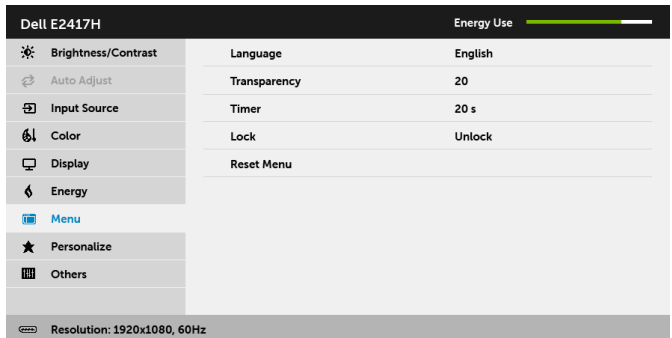 Dell E2417H Energy Use
Brightness/Contrast Language English
Auto Adjust Transparency 20
Input Source Timer 20 s
Color Lock Unlock
Display Reset Menu
Energy
Menu
Personalize
Others
Resolution: 1920x1080, 60Hz